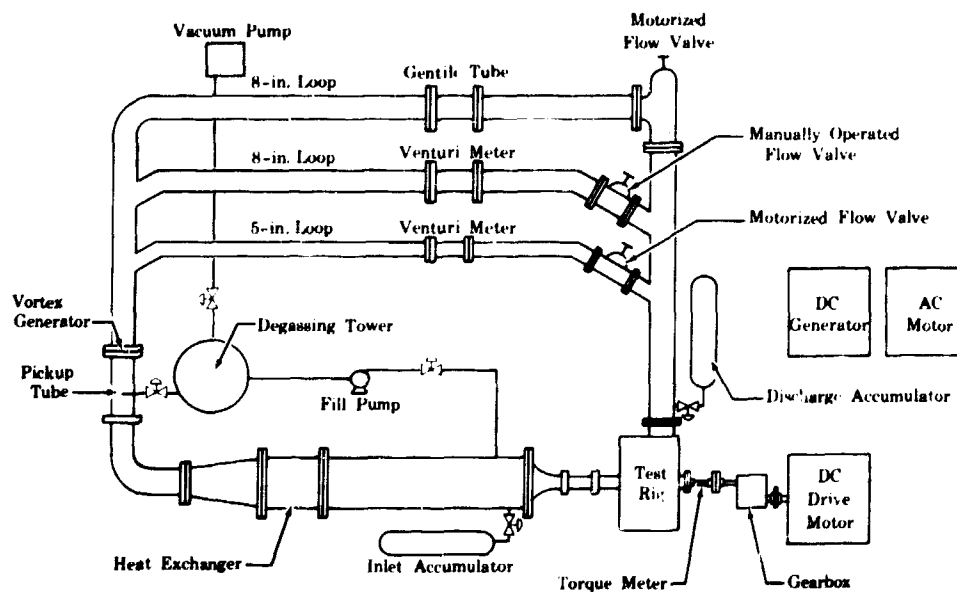 Motorized
Flow Valve
Vacuum Pump
8-in. Loop
Gentile Tube
Manually Operated
Flow Valve
8-in. Loop
Venturi Meter
5-in. Loop
Venturi Meter
Motorized Flow Valve
Vortex
Generator
Degassing Tower
DC
Generator
AC
Motor
Pickup
Tube
Fill Pump
Discharge Accumulator
Test
Rig
DC
Drive
Motor
Heat Exchanger
Inlet Accumulator
Torque Meter
Gearbox